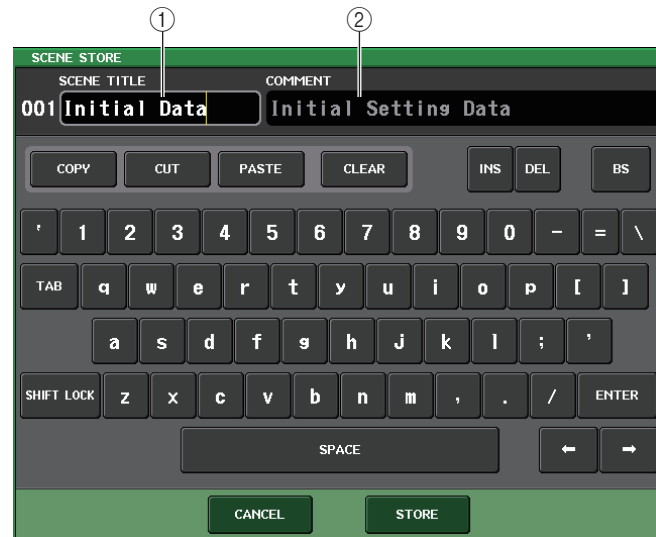 ① ②
SCENE STORE
SCENE TITLE COMMENT
001 Initial Data Initial Setting Data
COPY CUT PASTE CLEAR INS DEL BS
' 1 2 3 4 5 6 7 8 9 0 - = \
TAB q w e r t y u i o p [ ]
a s d f g h j k l ; '
SHIFT LOCK z x c v b n m , . / ENTER
SPACE ← →
CANCEL STORE